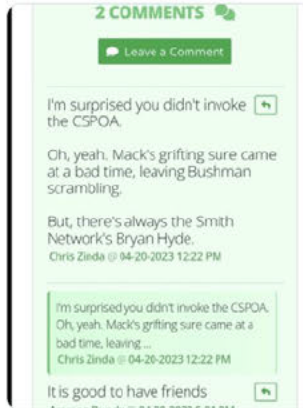 2 COMMENTS
Leave a Comment
I'm surprised you didn't invoke
the CSPOA.
Oh, yeah. Mack's grifting sure came
at a bad time, leaving Bushman
scrambling.
But, there's always the Smith
Network's Bryan Hyde.
Chris Zinda @ 04-20-2023 12:22 PM
I'm surprised you didn't invoke the CSPOA.
Oh, yeah. Mack's grifting sure came at a
bad time, leaving ...
Chris Zinda @ 04-20-2023 12:22 PM
It is good to have friends